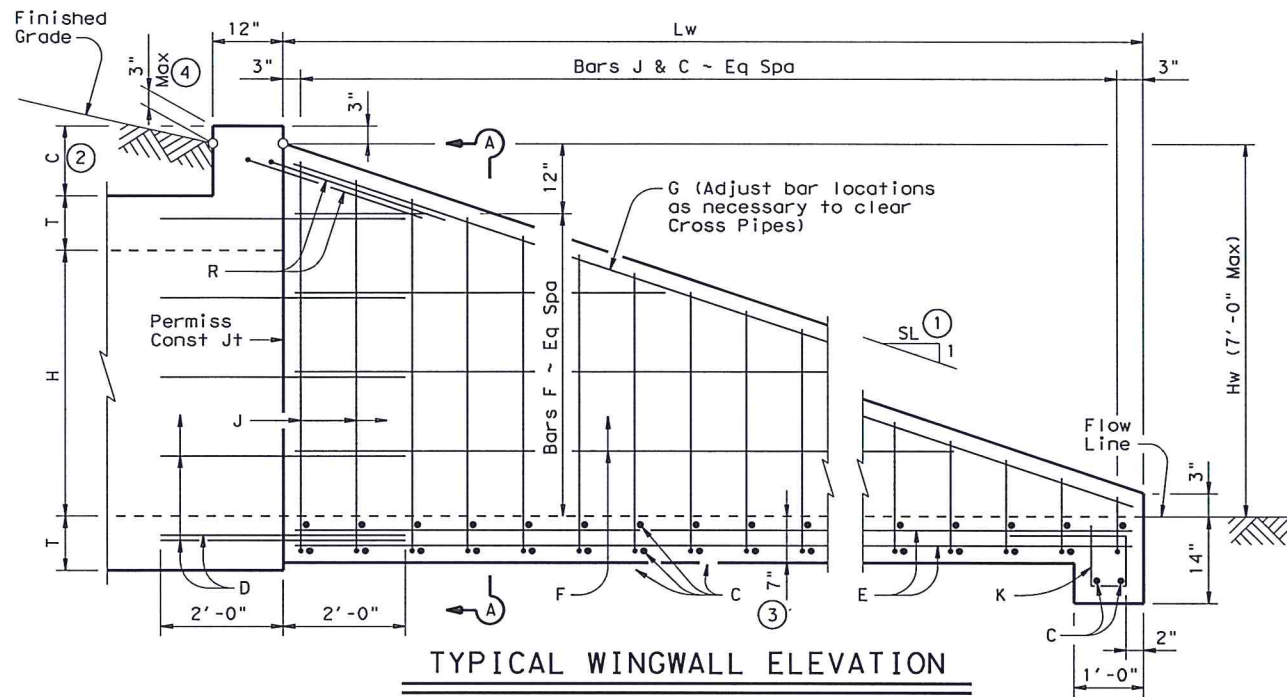 Finished
Grade
12"
Lw
3"
Max
4
3"
Bars J & C ~ Eq Spa
3"
3"
A
C
2
12"
G (Adjust bar locations
as necessary to clear
Cross Pipes)
T
R
Bars F ~ Eq Spa
Hw (7'-0" Max)
Permiss
Const Jt
SL
1
1
H
J
Flow
Line
3"
T
14"
D
F
C
7"
3
E
K
C
2'-0"
2'-0"
A
2"
1'-0"
TYPICAL WINGWALL ELEVATION